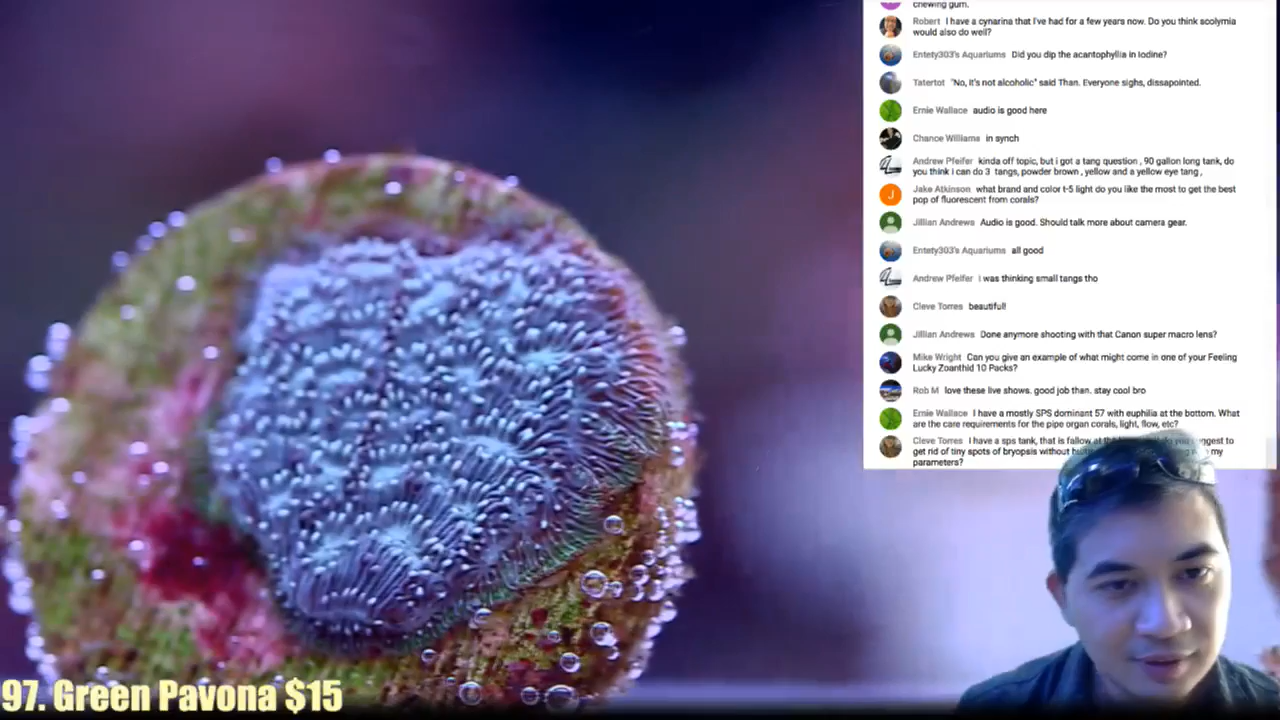 chewing gum.
Robert I have a cynarina that I've had for a few years now. Do you think scolymia
would also do well?
Entety303's Aquariums Did you dip the acantophyllia in Iodine?
Tatertot "No, it's not alcoholic" said Than. Everyone sighs, dissapointed.
Ernie Wallace audio is good here
Chance Williams in synch
Andrew Pfeifer kinda off topic, but i got a tang question , 90 gallon long tank, do
you think i can do 3 tangs, powder brown , yellow and a yellow eye tang ,
J Jake Atkinson what brand and color t-5 light do you like the most to get the best
pop of fluorescent from corals?
Jillian Andrews Audio is good. Should talk more about camera gear.
Entety303's Aquariums all good
Andrew Pfeifer i was thinking small tangs tho
Cleve Torres beautiful!
Jillian Andrews Done anymore shooting with that Canon super macro lens?
Mike Wright Can you give an example of what might come in one of your Feeling
Lucky Zoanthid 10 Packs?
Rob M love these live shows. good job than. stay cool bro
Ernie Wallace I have a mostly SPS dominant 57 with euphilia at the bottom. What
are the care requirements for the pipe organ corals, light, flow, etc?
Cleve Torres I have a sps tank, that is fallow at to
get rid of tiny spots of bryopsis without my
parameters?
97. Green Pavona $15